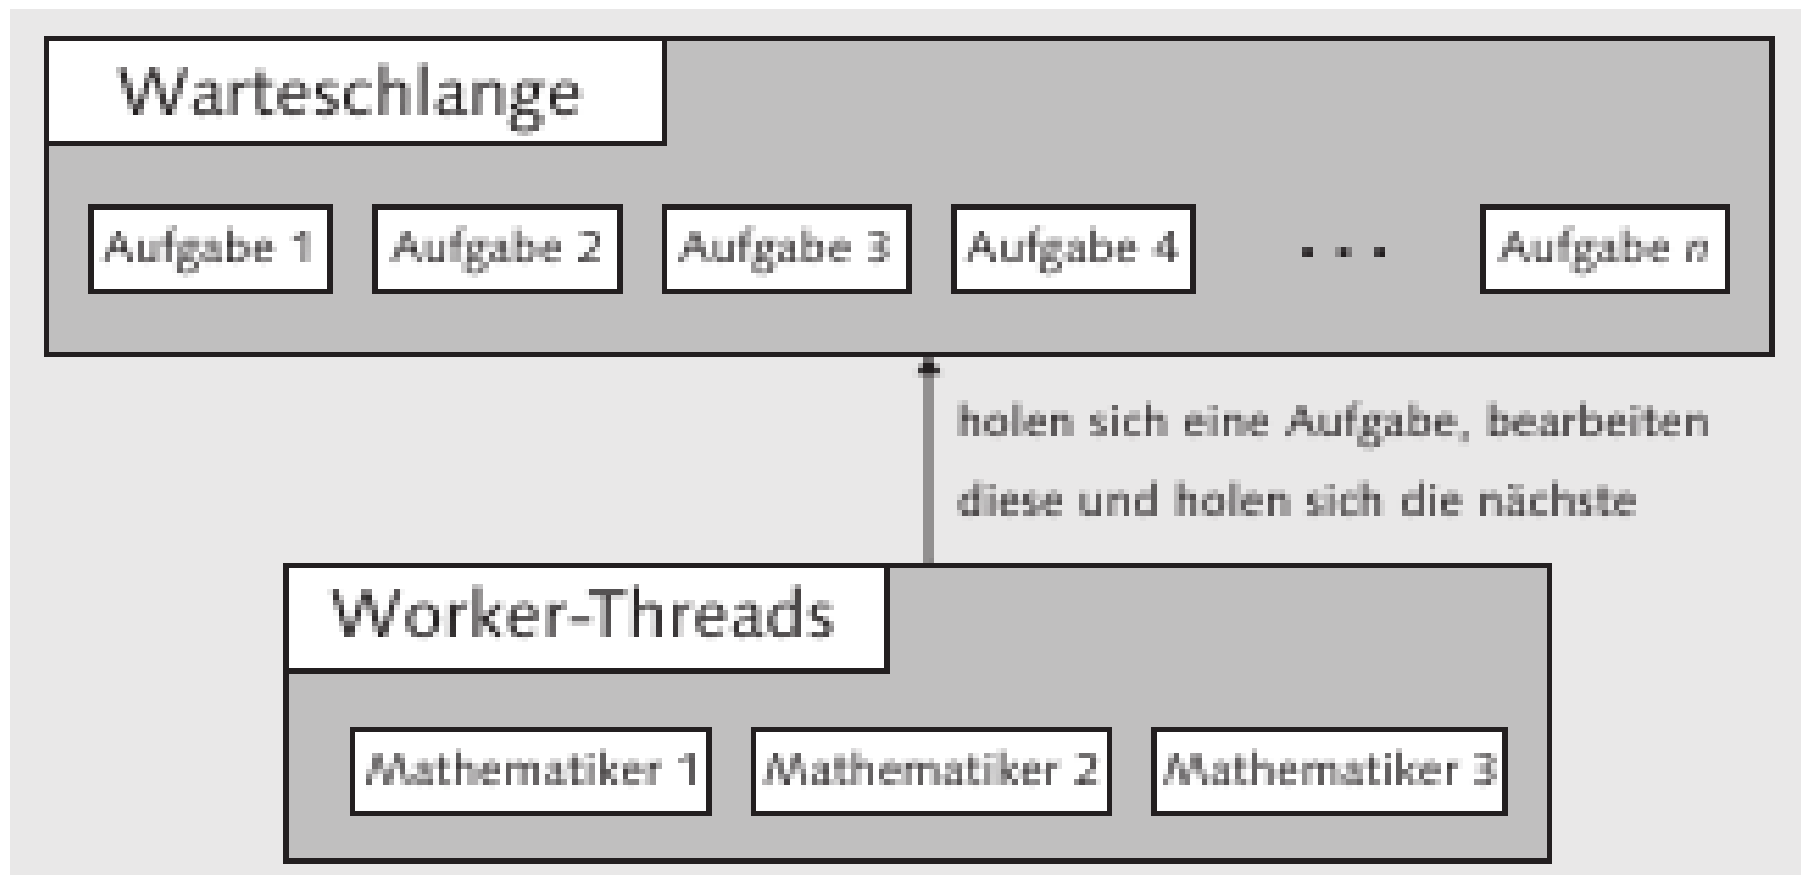 Warteschlange
Aufgabe 1 Aufgabe 2 Aufgabe 3 Aufgabe 4 ... Aufgabe n
holen sich eine Aufgabe, bearbeiten
diese und holen sich die nächste
Worker-Threads
Mathematiker 1 Mathematiker 2 Mathematiker 3